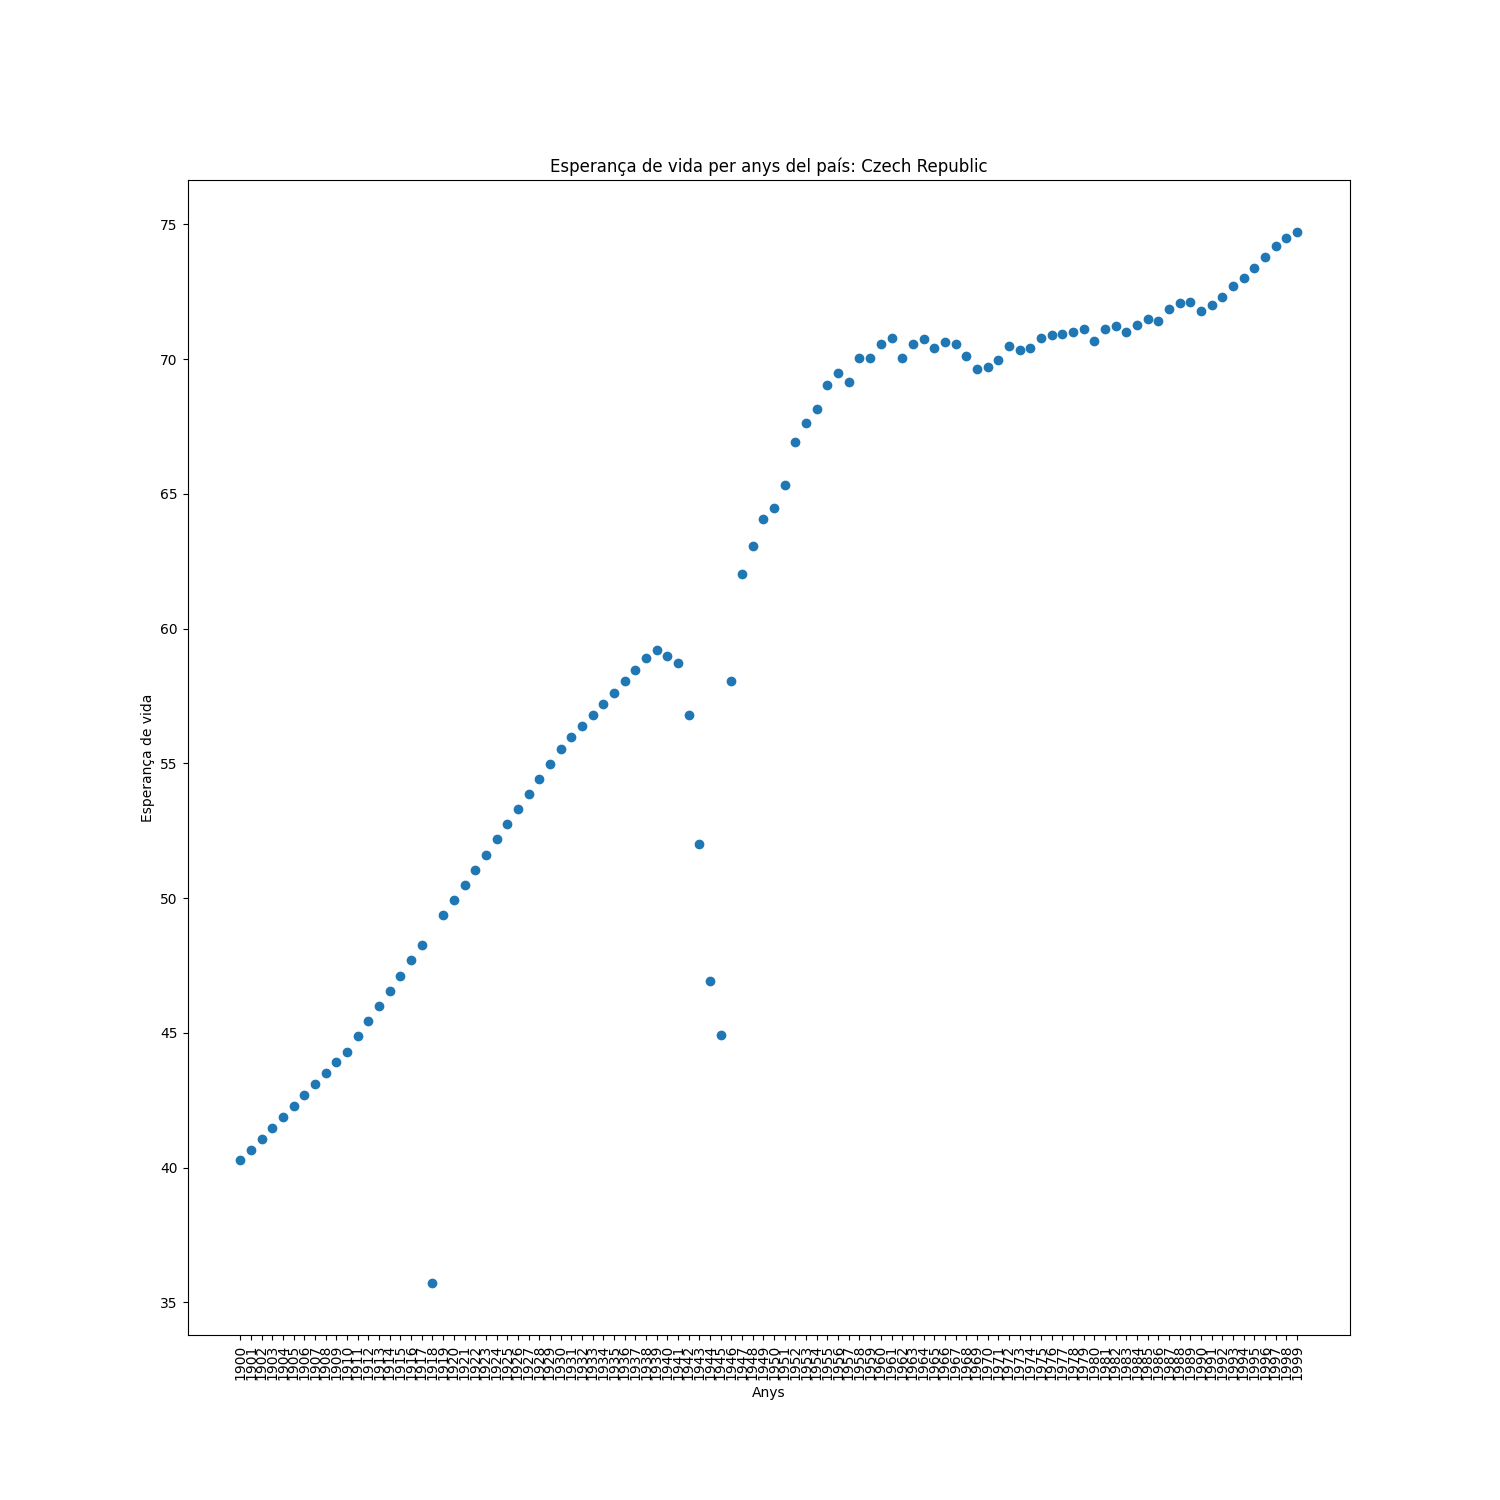 Esperança de vida per anys del país: Czech Republic
75
70
65
60
55
50
45
40
35
Esperança de vida
1900 1901 1902 1903 1904 1905 1906 1907 1908 1909 1910 1911 1912 1913 1914 1915 1916 1917 1918 1919 1920 1921 1922 1923 1924 1925 1926 1927 1928 1929 1930 1931 1932 1933 1934 1935 1936 1937 1938 1939 1940 1941 1942 1943 1944 1945 1946 1947 1948 1949 1950 1951 1952 1953 1954 1955 1956 1957 1958 1959 1960 1961 1962 1963 1964 1965 1966 1967 1968 1969 1970 1971 1972 1973 1974 1975 1976 1977 1978 1979 1980 1981 1982 1983 1984 1985 1986 1987 1988 1989 1990 1991 1992 1993 1994 1995 1996 1997 1998 1999
Anys